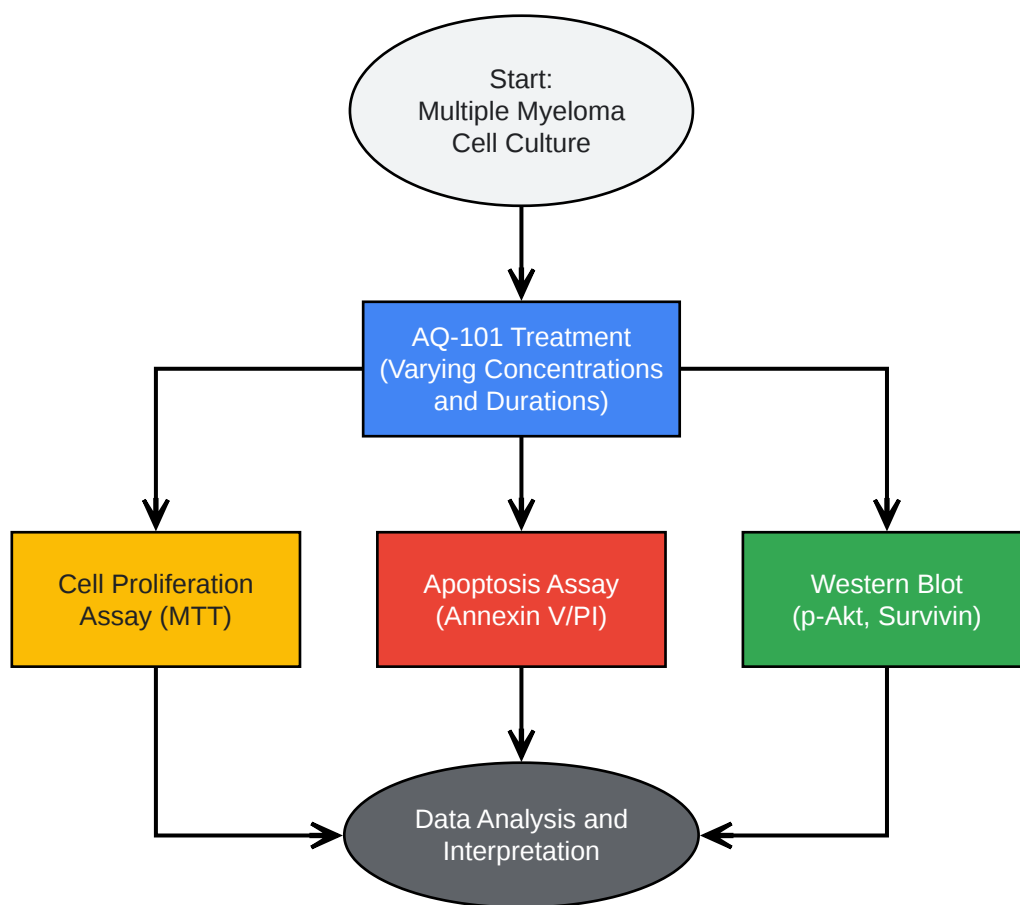 Start:
Multiple Myeloma
Cell Culture
AQ-101 Treatment
(Varying Concentrations
and Durations)
Cell Proliferation
Assay (MTT)
Apoptosis Assay
(Annexin V/PI)
Western Blot
(p-Akt, Survivin)
Data Analysis and
Interpretation